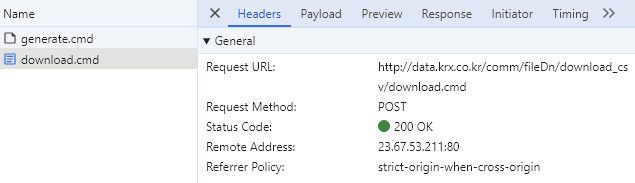 Name
Headers Payload Preview Response Initiator Timing
generate.cmd
download.cmd
General
Request URL: http://data.krx.co.kr/comm/fileDn/download_cs
v/download.cmd
Request Method: POST
Status Code: 200 OK
Remote Address: 23.67.53.211:80
Referrer Policy: strict-origin-when-cross-origin